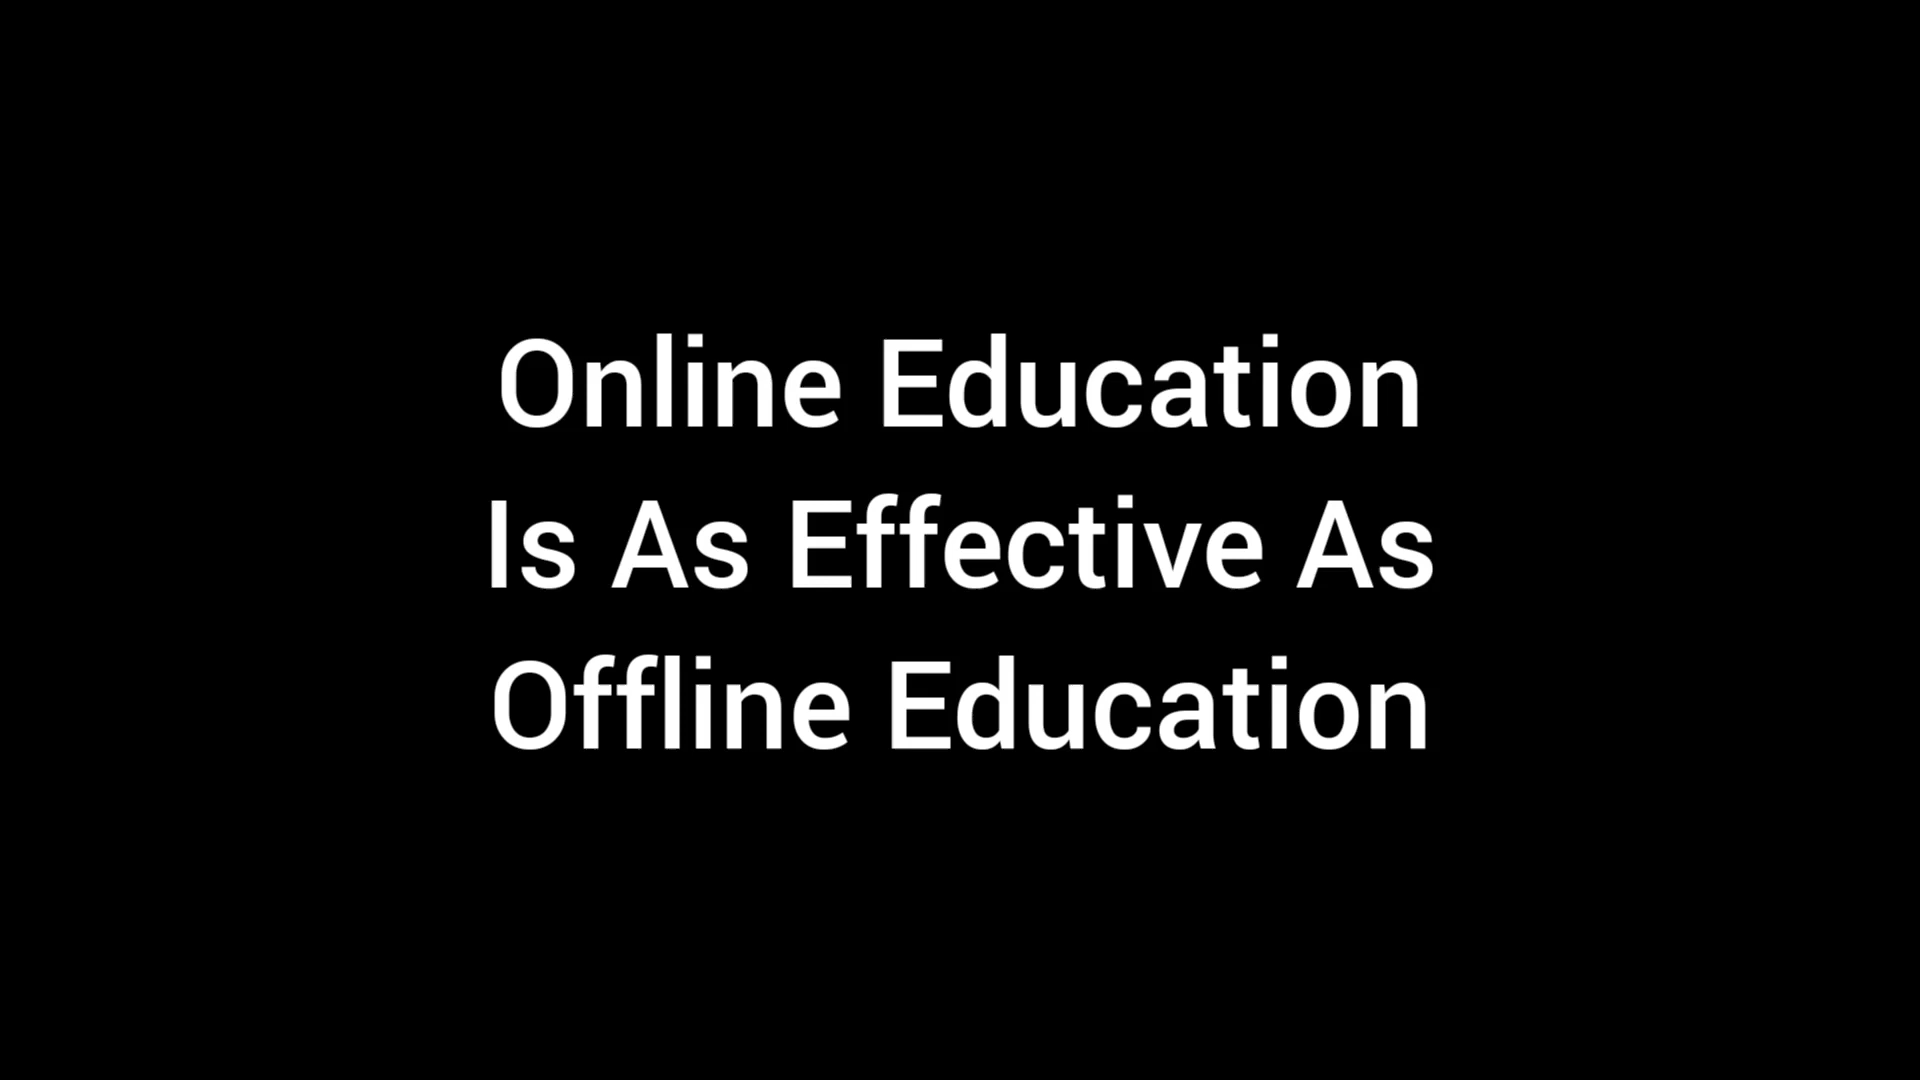 Online Education
Is As Effective As
Offline Education